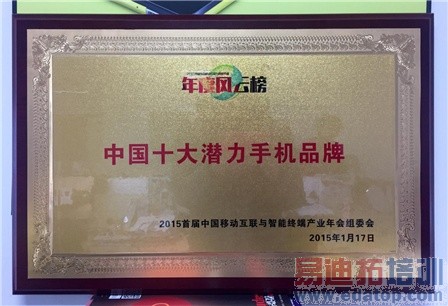 年度风云榜
中国十大潜力手机品牌
2015首届中国移动互联与智能终端产业年会组委会
2015年1月17日
易迪拓培训
www.edatop.com